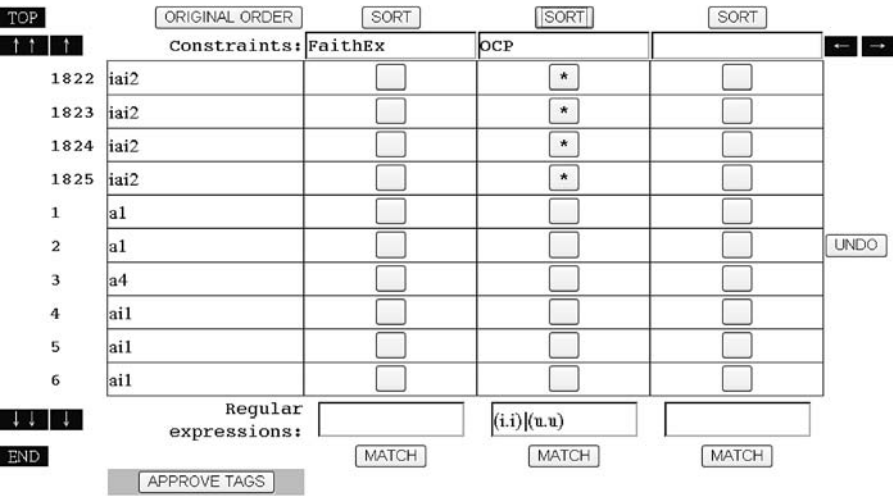 TOP ORIGINAL ORDER SORT SORT SORT
↑↑ ↑ Constraints: FaithEx OCP ← →
1822 iai2 *
1823 iai2 *
1824 iai2 *
1825 iai2 *
1 a1
2 a1 UNDO
3 a4
4 ai1
5 ai1
6 ai1
↓↓ ↓ Regular
expressions: (i.i)|(u.u)
END MATCH MATCH MATCH
APPROVE TAGS